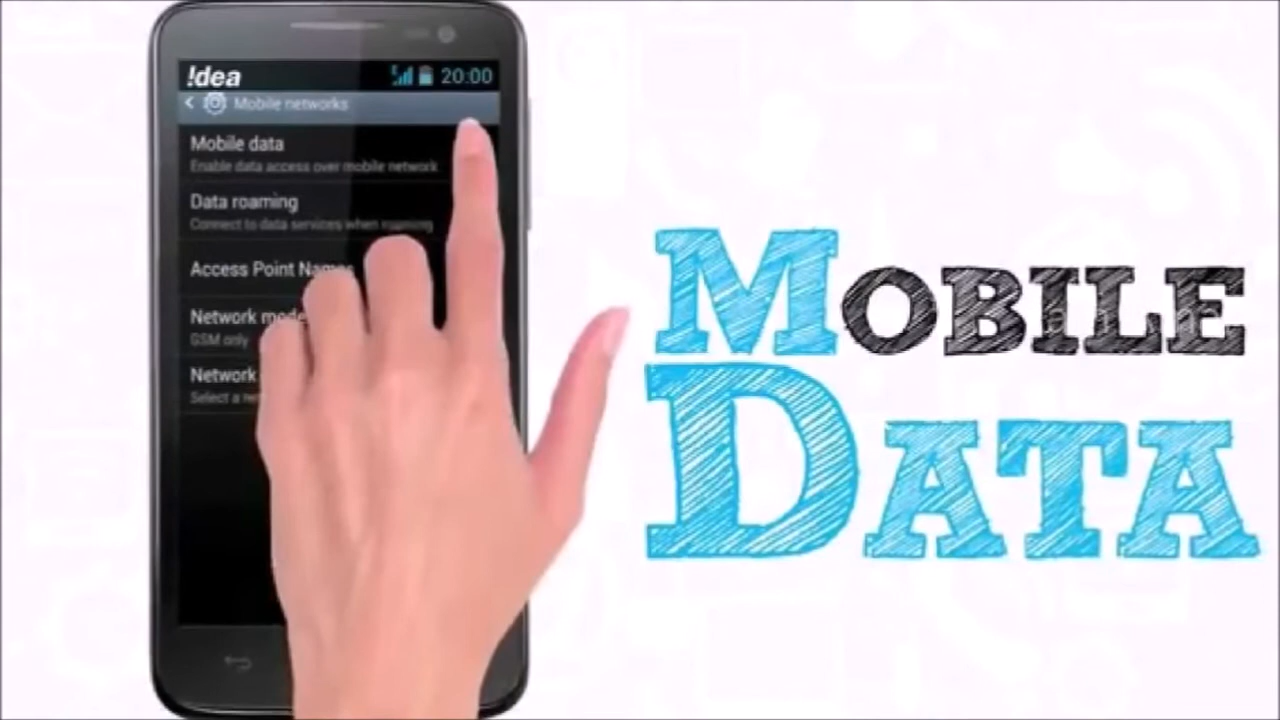 !dea 20:00
Mobile networks
Mobile data
Enable data access over mobile network
Data roaming
Connect to data services when roaming
Access Point Names
Network mode
GSM only
Network
Select a
MOBILE
DATA